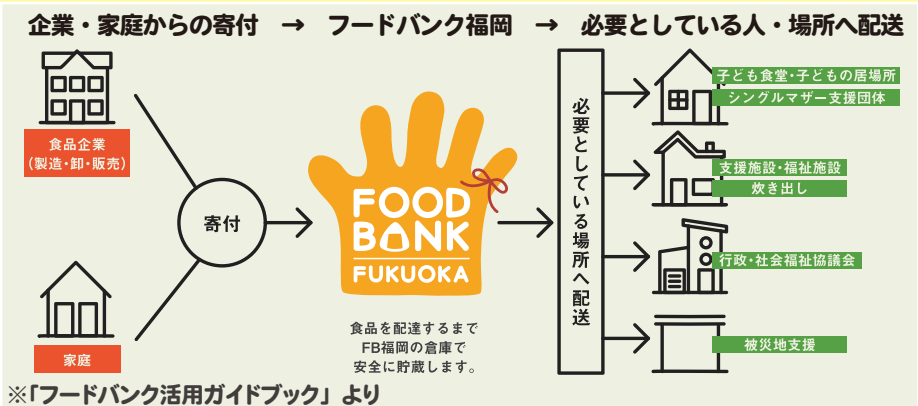 企業・家庭からの寄付 → フードバンク福岡 → 必要としている人・場所へ配送
食品企業
(製造・卸・販売)
家庭
寄付
FOOD
BANK
FUKUOKA
食品を配達するまで
FB福岡の倉庫で
安全に貯蔵します。
必要としている場所へ配送
子ども食堂・子どもの居場所
シングルマザー支援団体
支援施設・福祉施設
炊き出し
行政・社会福祉協議会
被災地支援
※「フードバンク活用ガイドブック」より